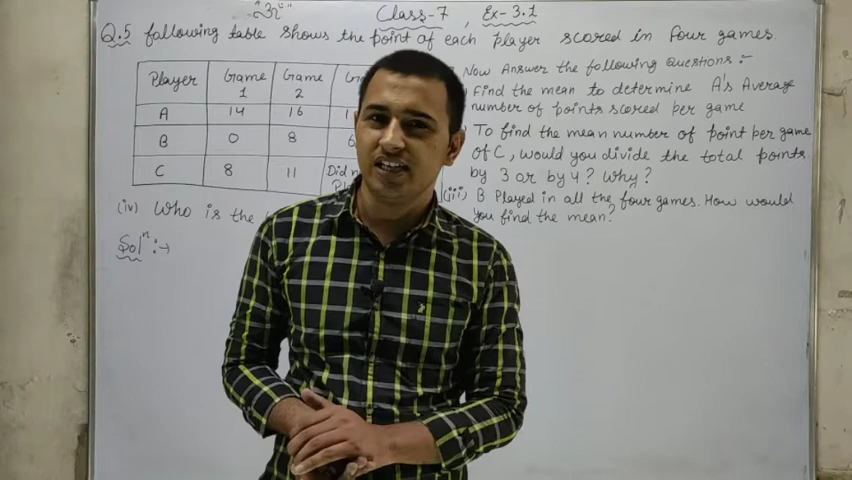 Class-7 , Ex-3.1
Q.5 following table shows the point of each player scored in four games.
Player Game 1 Game 2
A 14 16
B 0 8 6
C 8 11 Did
Now Answer the following Questions:-
Find the mean to determine A's Average
number of points scored per game
To find the mean number of point per game
of C, would you divide the total points
by 3 or by 4? Why?
(iii) B Played in all the four games. How would
you find the mean?
(iv) Who is the
Solⁿ :→